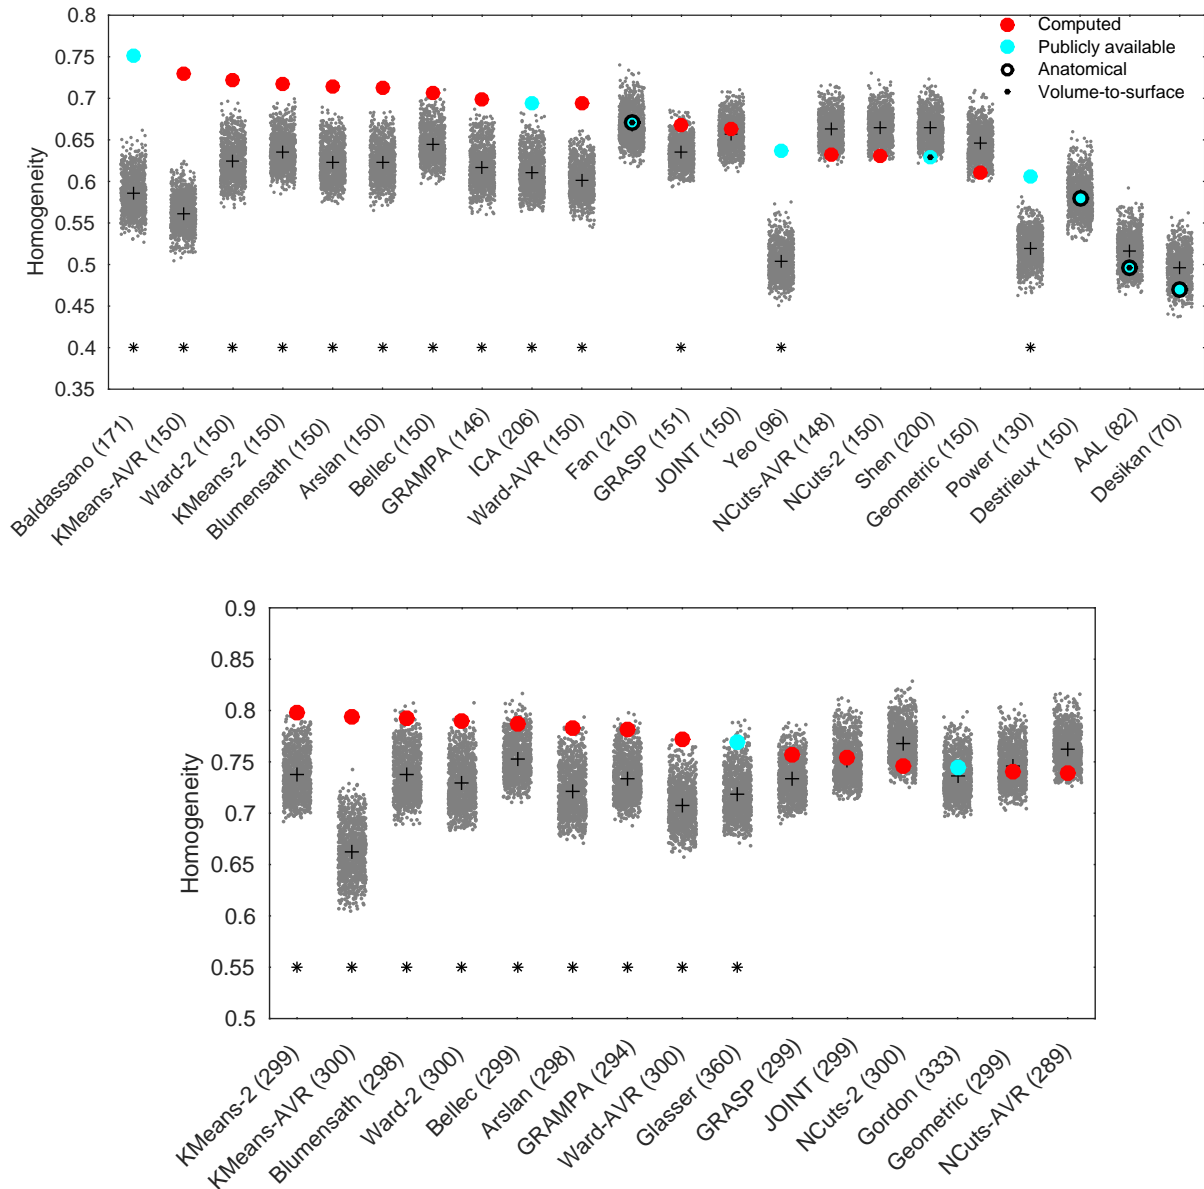 0.8
0.75
0.7
0.65
0.6
0.55
0.5
0.45
0.4
0.35
Homogeneity
Computed
Publicly available
Anatomical
Volume-to-surface
* * * * * * * * * * * * *
Baldassano (171)
KMeans-AVR (150)
Ward-2 (150)
KMeans-2 (150)
Blumensath (150)
Arslan (150)
Bellec (150)
GRAMPA (146)
ICA (206)
Ward-AVR (150)
Fan (210)
GRASP (151)
JOINT (150)
Yeo (96)
NCuts-AVR (148)
NCuts-2 (150)
Shen (200)
Geometric (150)
Power (130)
Destrieux (150)
AAL (82)
Desikan (70)
0.9
0.85
0.8
0.75
0.7
0.65
0.6
0.55
0.5
Homogeneity
* * * * * * * * *
KMeans-2 (299)
KMeans-AVR (300)
Blumensath (298)
Ward-2 (300)
Bellec (299)
Arslan (298)
GRAMPA (294)
Ward-AVR (300)
Glasser (360)
GRASP (299)
JOINT (299)
NCuts-2 (300)
Gordon (333)
Geometric (299)
NCuts-AVR (289)